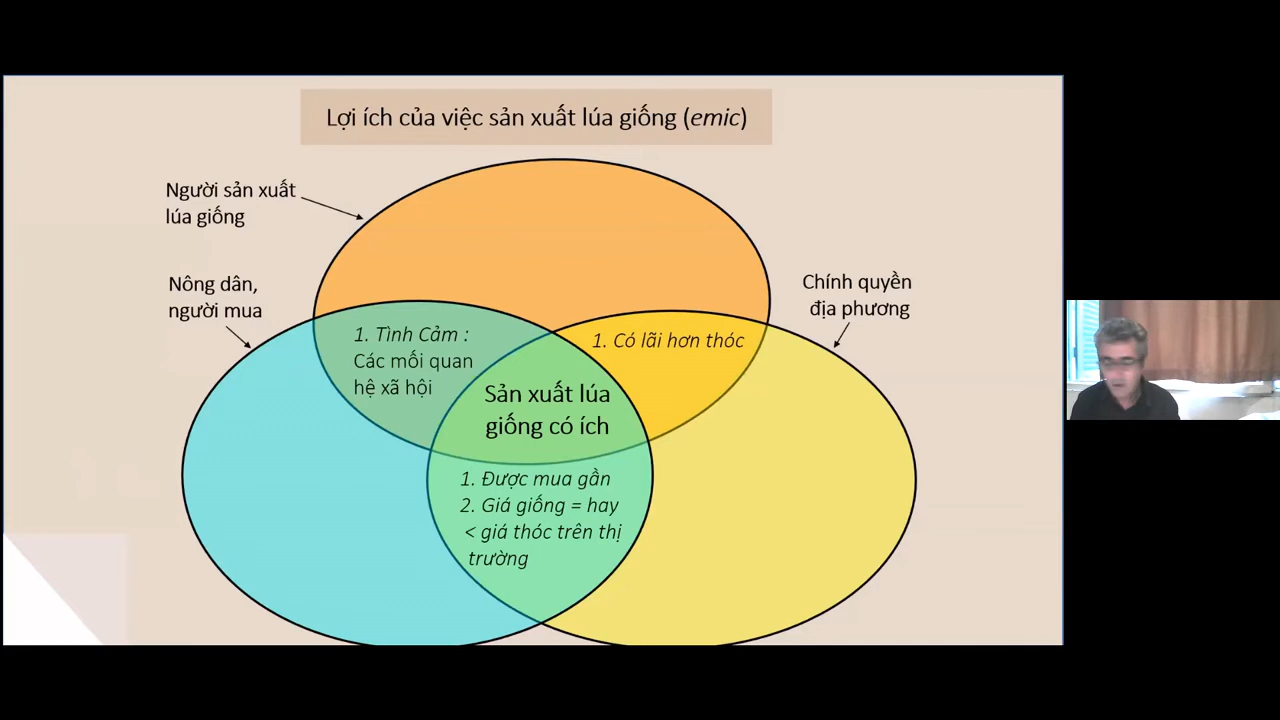 Lợi ích của việc sản xuất lúa giống (emic)
Người sản xuất
lúa giống
Nông dân,
người mua
Chính quyền
địa phương
1. Tình Cảm :
Các mối quan
hệ xã hội
1. Có lãi hơn thóc
Sản xuất lúa
giống có ích
1. Được mua gần
2. Giá giống = hay
< giá thóc trên thị
trường